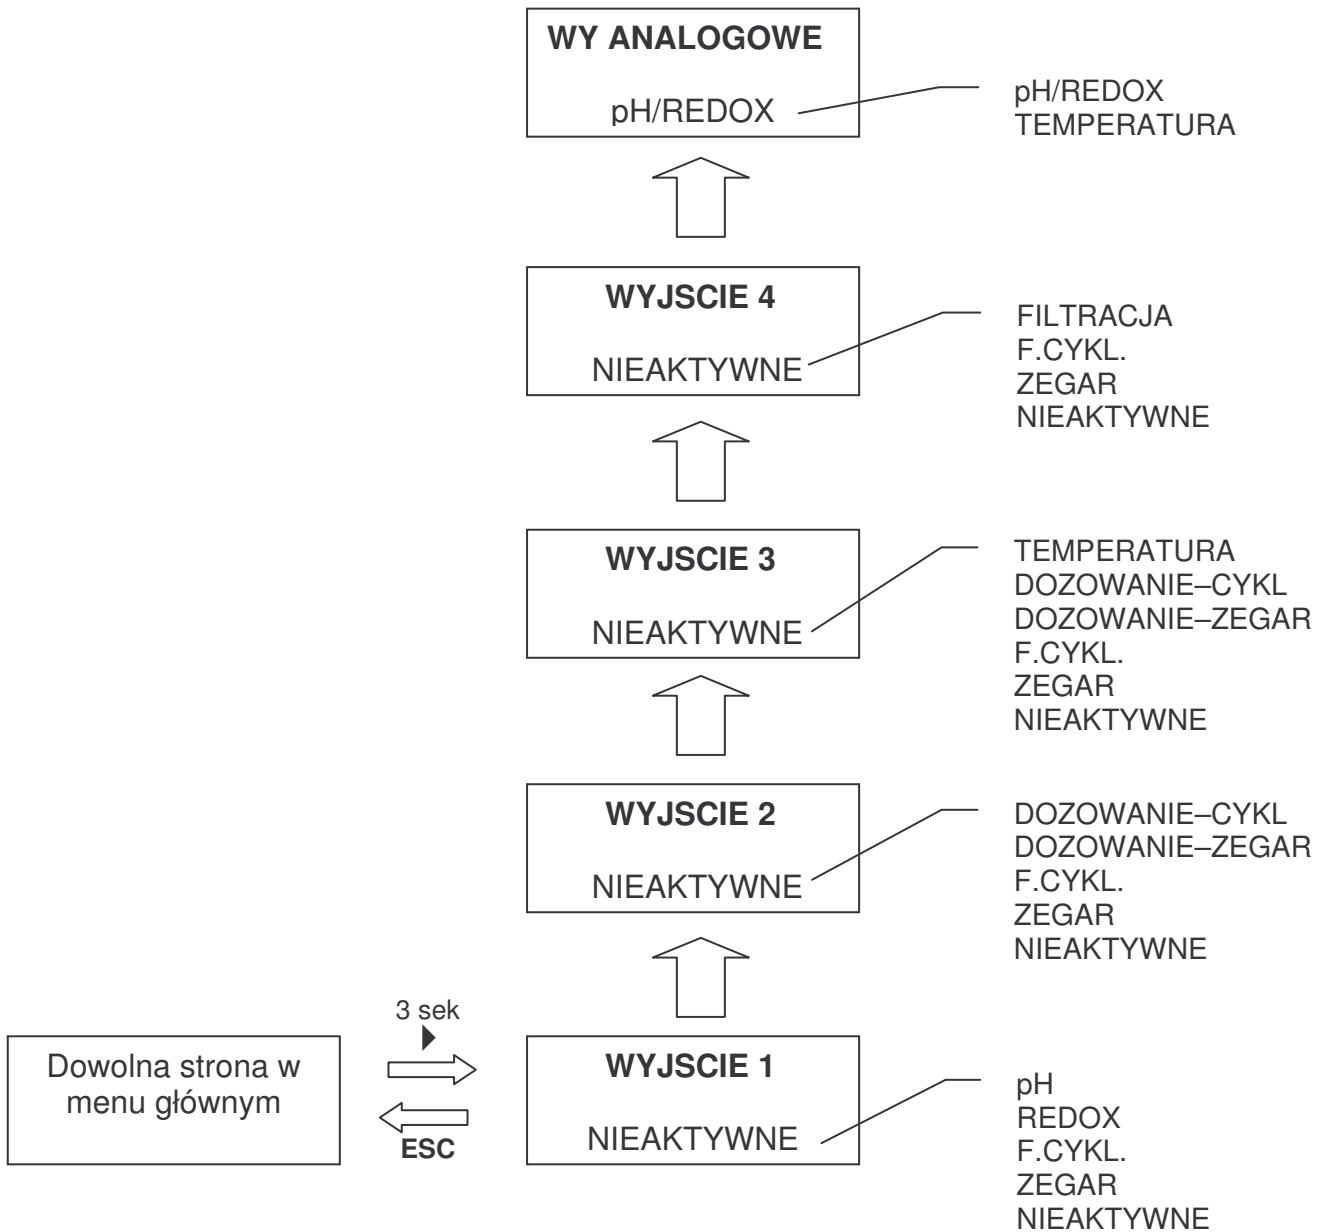 WY ANALOGOWE
pH/REDOX
pH/REDOX
TEMPERATURA
WYJSCIE 4
NIEAKTYWNE
FILTRACJA
F.CYKL.
ZEGAR
NIEAKTYWNE
WYJSCIE 3
NIEAKTYWNE
TEMPERATURA
DOZOWANIE–CYKL
DOZOWANIE–ZEGAR
F.CYKL.
ZEGAR
NIEAKTYWNE
WYJSCIE 2
NIEAKTYWNE
DOZOWANIE–CYKL
DOZOWANIE–ZEGAR
F.CYKL.
ZEGAR
NIEAKTYWNE
Dowolna strona w
menu głównym
3 sek
ESC
WYJSCIE 1
NIEAKTYWNE
pH
REDOX
F.CYKL.
ZEGAR
NIEAKTYWNE